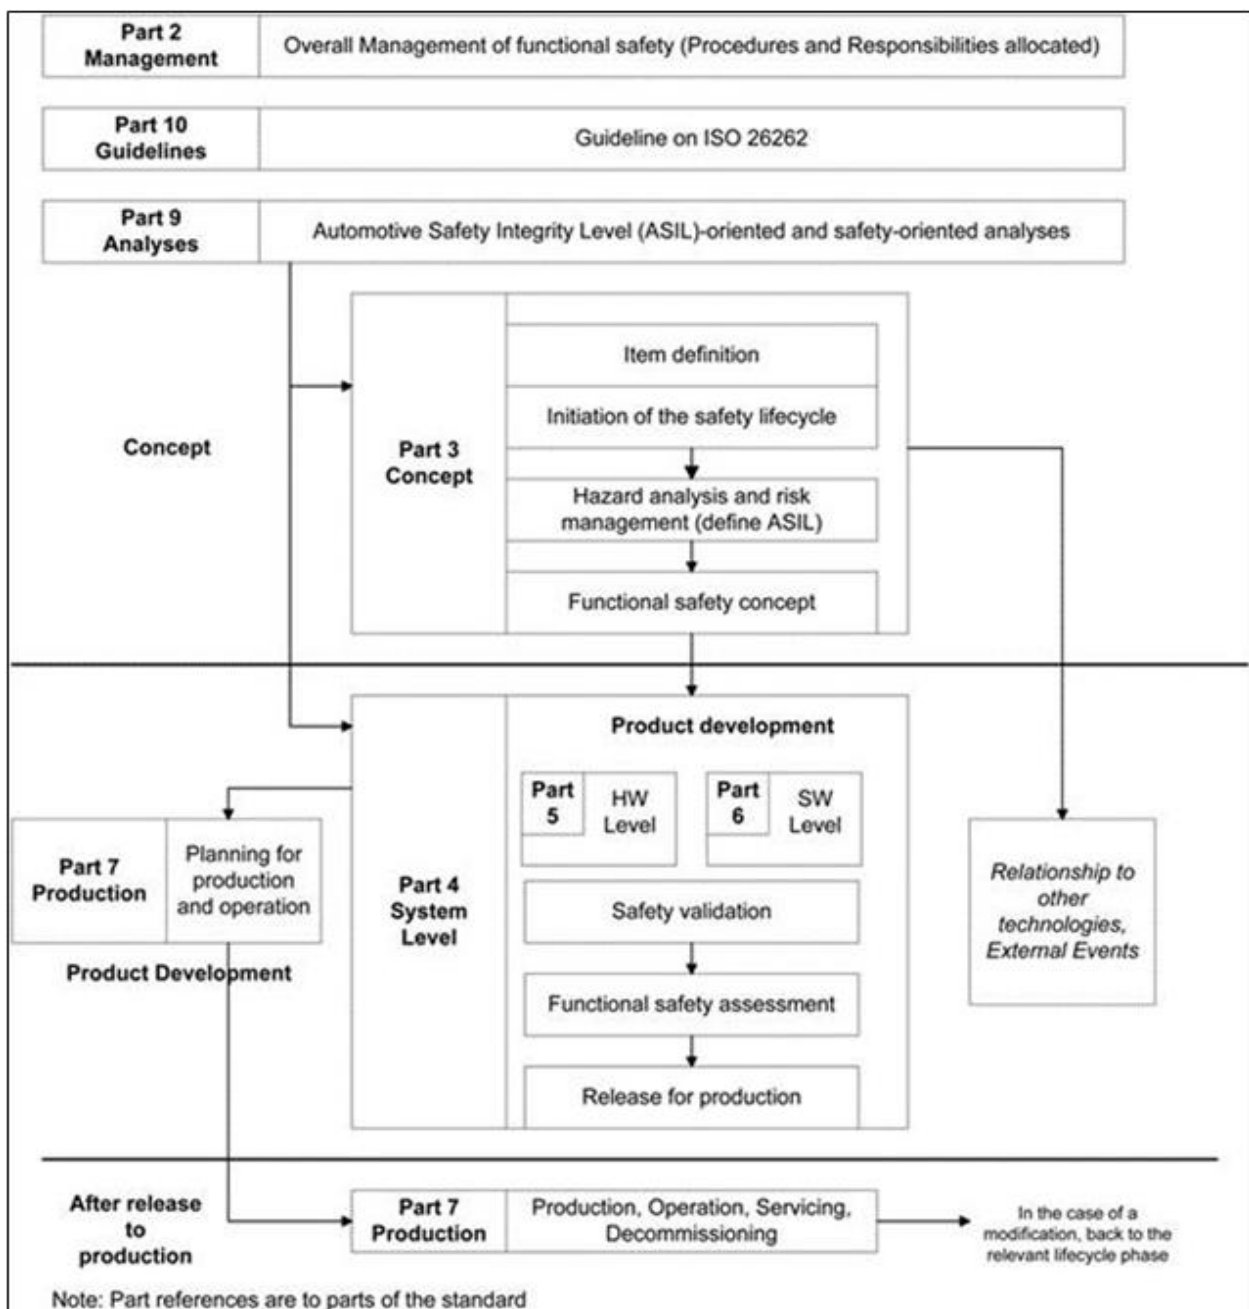 Part 2
Management
Overall Management of functional safety (Procedures and Responsibilities allocated)
Part 10
Guidelines
Guideline on ISO 26262
Part 9
Analyses
Automotive Safety Integrity Level (ASIL)-oriented and safety-oriented analyses
Concept
Part 3
Concept
Item definition
Initiation of the safety lifecycle
Hazard analysis and risk
management (define ASIL)
Functional safety concept
Part 7
Production
Planning for
production
and operation
Product Development
Part 4
System
Level
Product development
Part
5
HW
Level
Part
6
SW
Level
Safety validation
Functional safety assessment
Release for production
Relationship to
other
technologies,
External Events
After release
to
production
Part 7
Production
Production, Operation, Servicing,
Decommissioning
In the case of a
modification, back to the
relevant lifecycle phase
Note: Part references are to parts of the standard